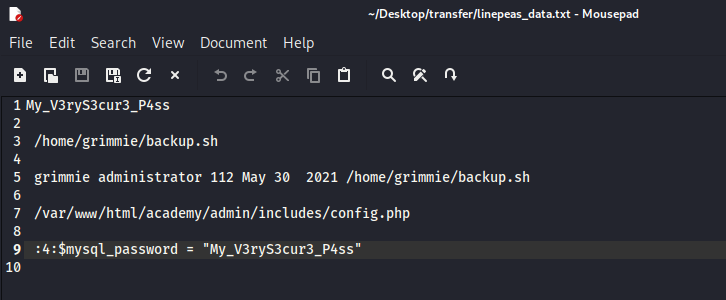 ~/Desktop/transfer/linepeas_data.txt - Mousepad
File Edit Search View Document Help
1 My_V3ryS3cur3_P4ss
2
3 /home/grimmie/backup.sh
4
5 grimmie administrator 112 May 30  2021 /home/grimmie/backup.sh
6
7 /var/www/html/academy/admin/includes/config.php
8
9 :4:$mysql_password = "My_V3ryS3cur3_P4ss"
10